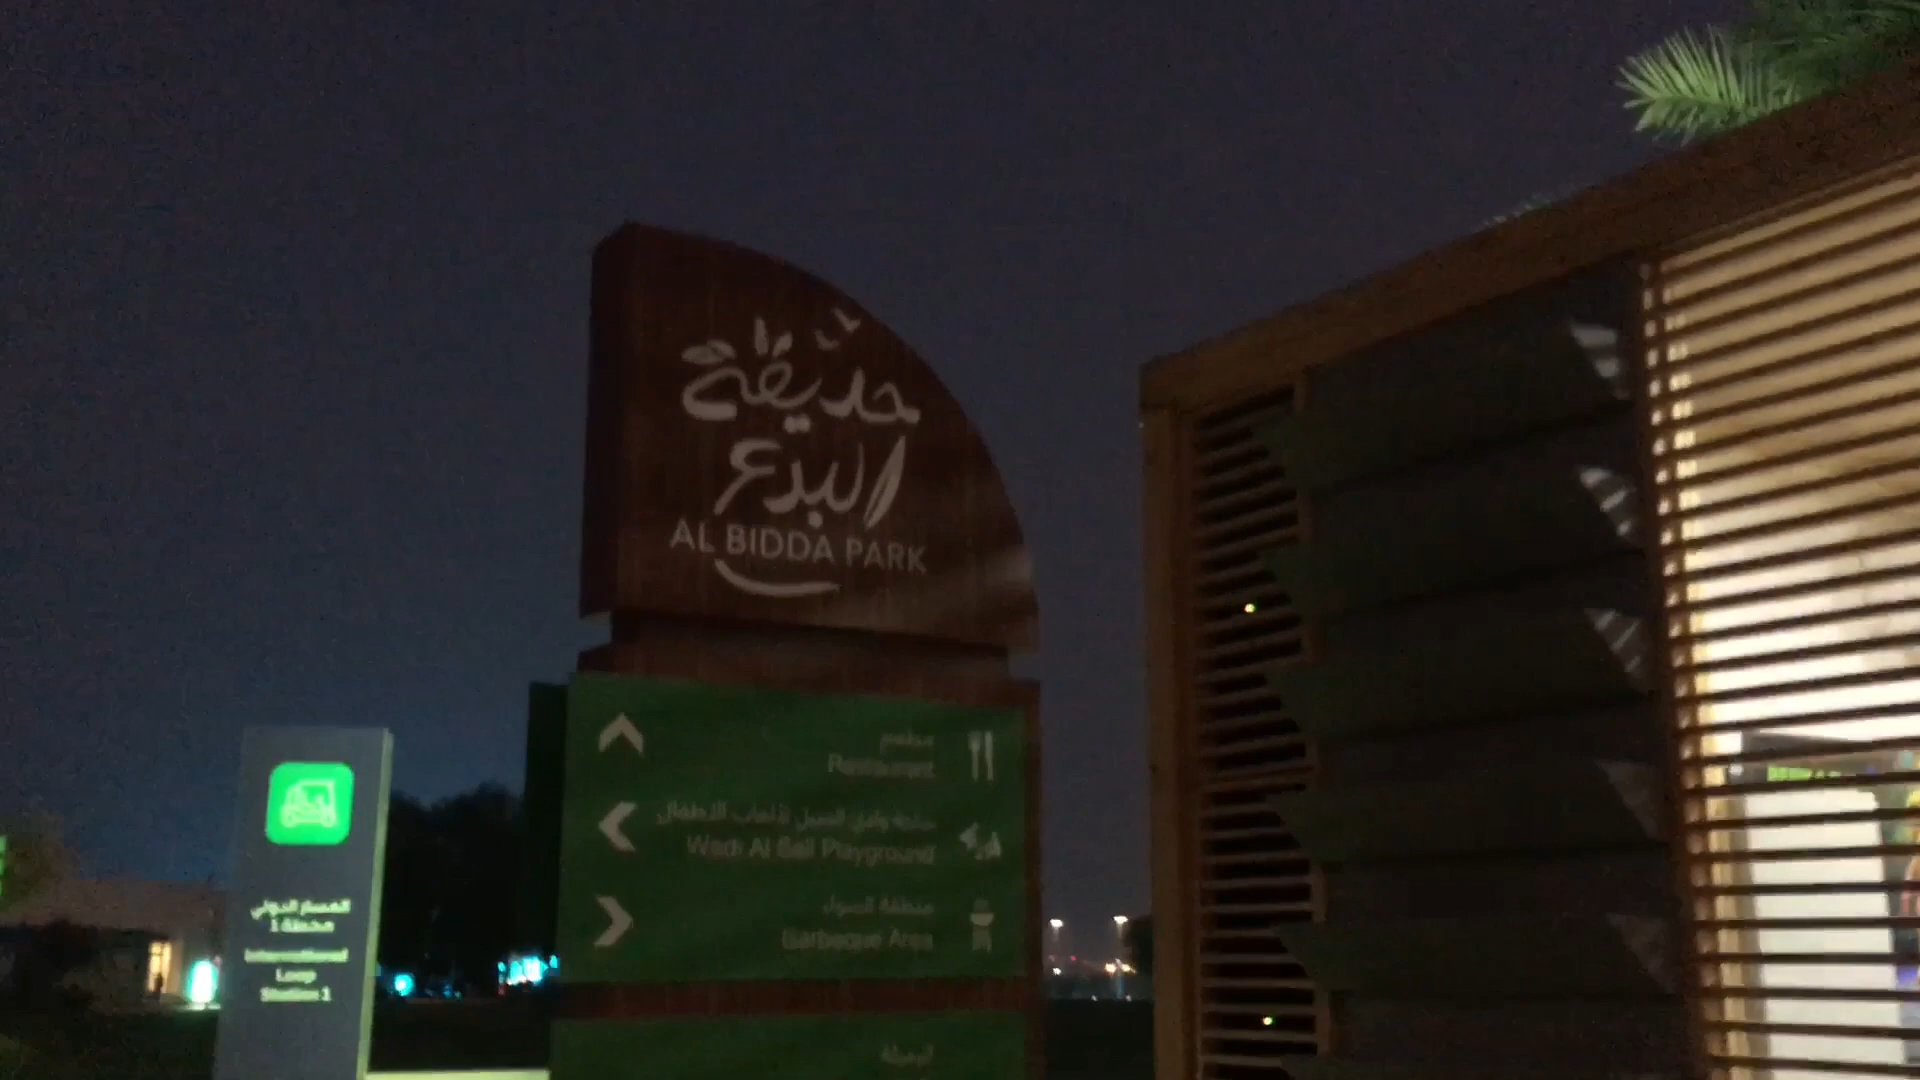 حديقة
البدع
AL BIDDA PARK
مطعم
Restaurant
ساحة وادي السيل لألعاب الأطفال
Wadi Al Sail Playground
منطقة الشواء
Barbeque Area
المسار الدولي
محطة 1
International
Loop
Station 1